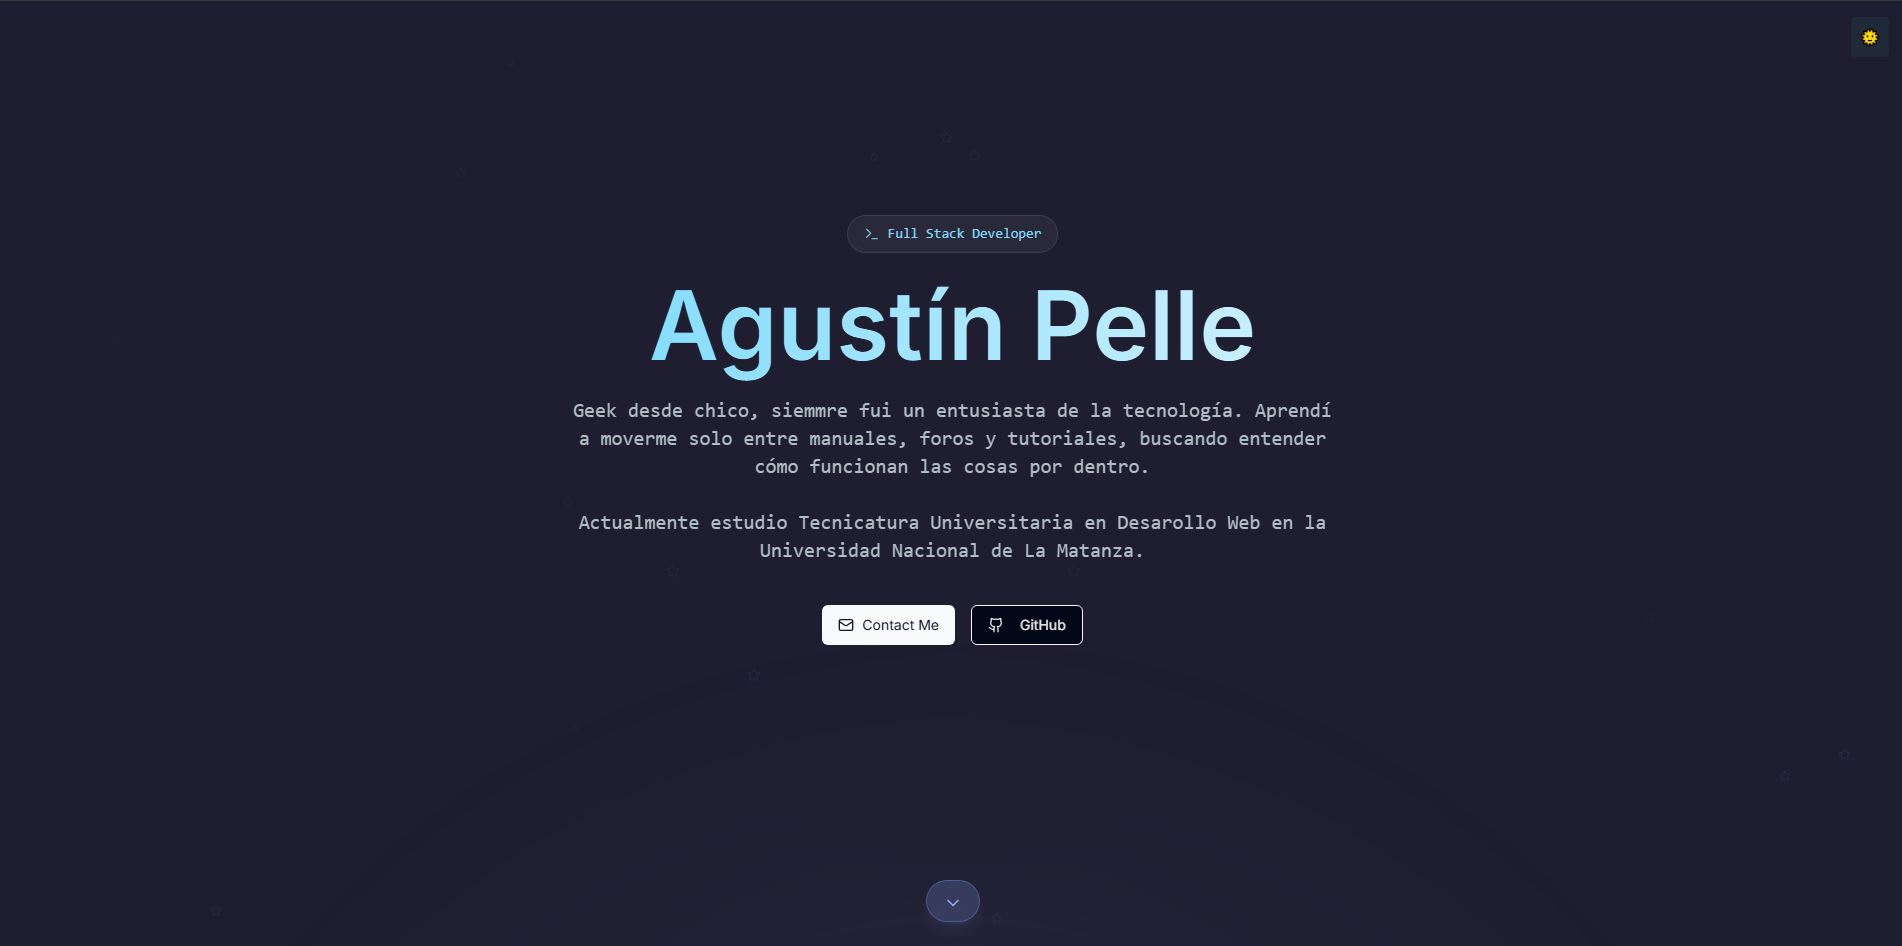 >_ Full Stack Developer
Agustín Pelle
Geek desde chico, siemmre fui un entusiasta de la tecnología. Aprendí
a moverme solo entre manuales, foros y tutoriales, buscando entender
cómo funcionan las cosas por dentro.
Actualmente estudio Tecnicatura Universitaria en Desarollo Web en la
Universidad Nacional de La Matanza.
Contact Me
GitHub